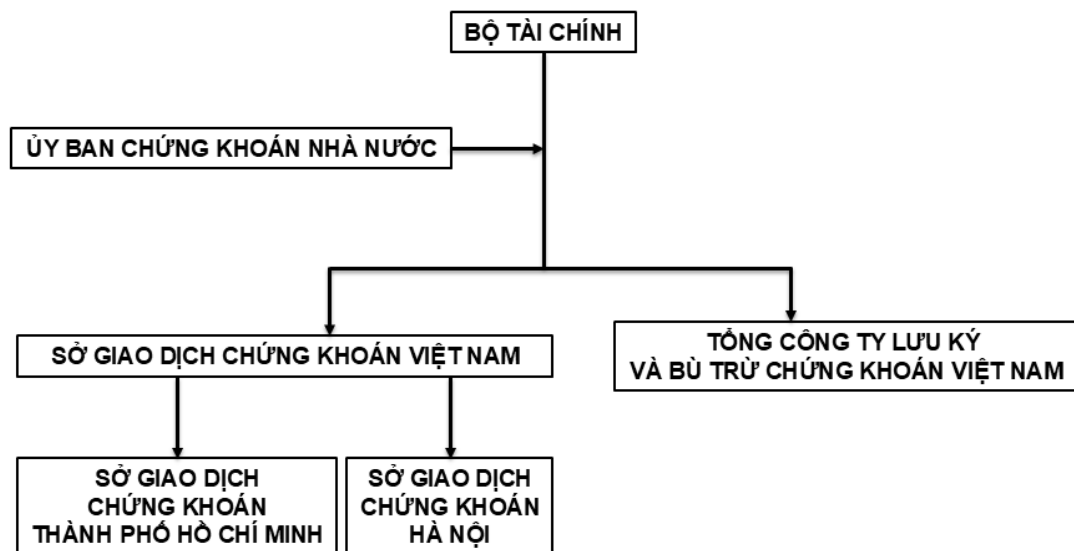 BỘ TÀI CHÍNH
ỦY BAN CHỨNG KHOÁN NHÀ NƯỚC
SỞ GIAO DỊCH CHỨNG KHOÁN VIỆT NAM
TỔNG CÔNG TY LƯU KÝ
VÀ BÙ TRỪ CHỨNG KHOÁN VIỆT NAM
SỞ GIAO DỊCH
CHỨNG KHOÁN
THÀNH PHỐ HỒ CHÍ MINH
SỞ GIAO DỊCH
CHỨNG KHOÁN
HÀ NỘI